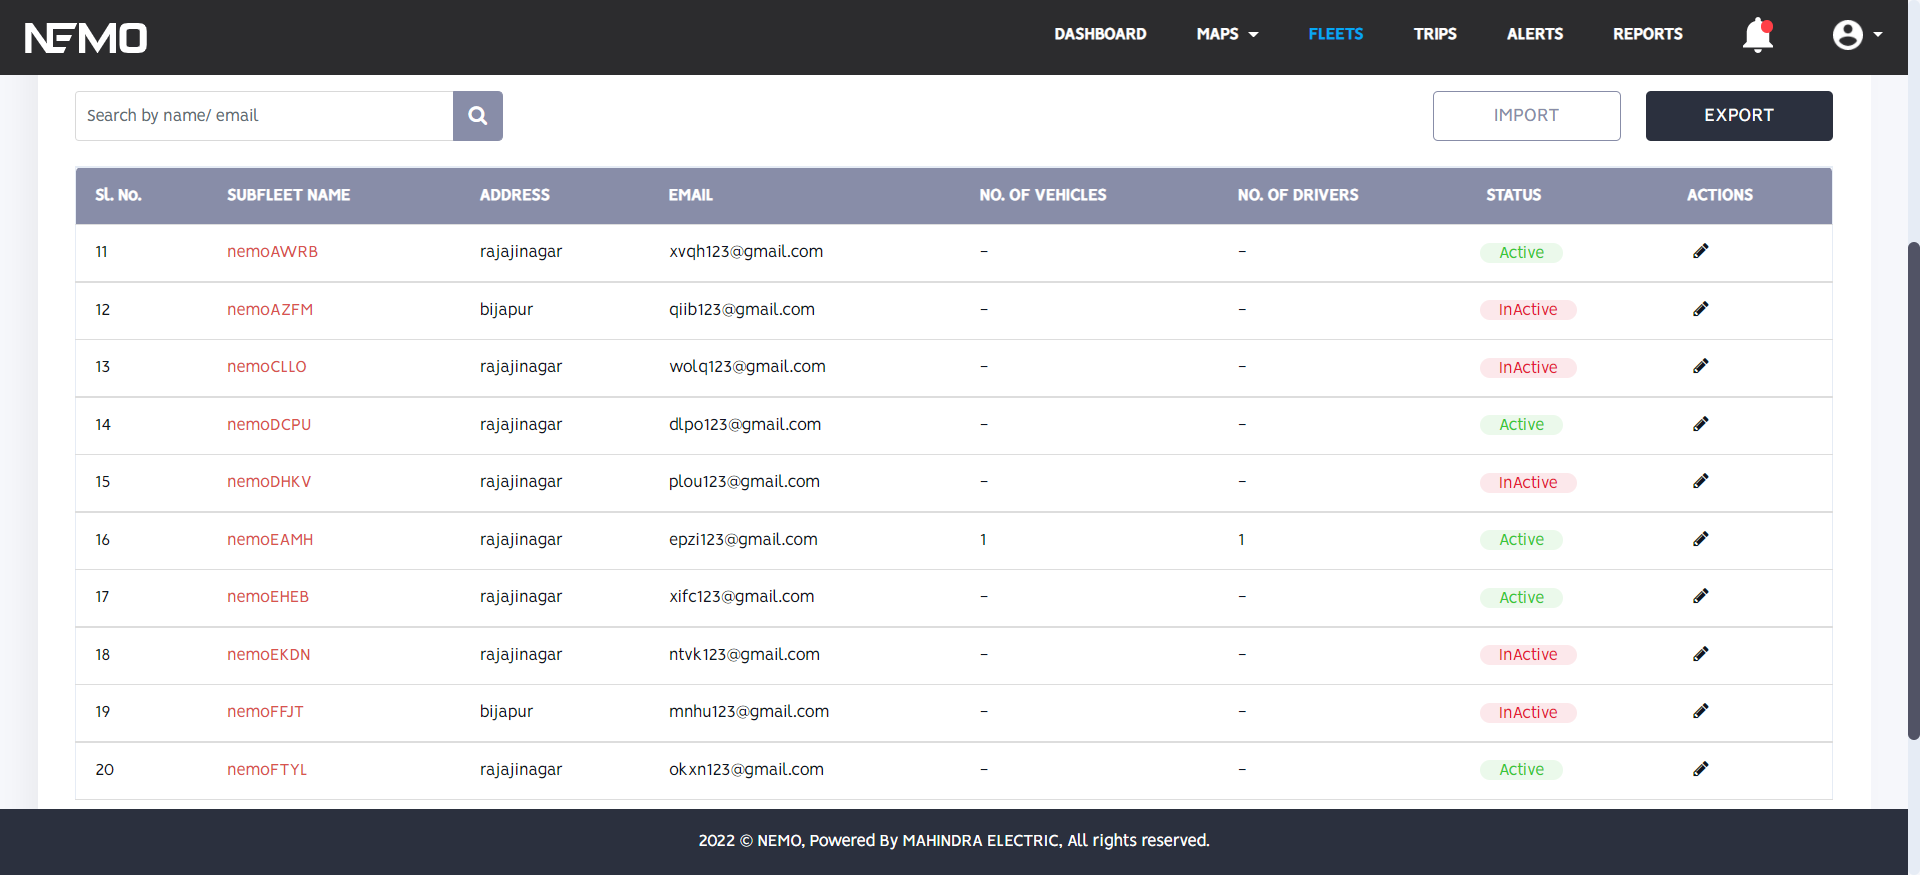 NEMO DASHBOARD MAPS FLEETS TRIPS ALERTS REPORTS
Search by name/ email IMPORT EXPORT
Sl. No. SUBFLEET NAME ADDRESS EMAIL NO. OF VEHICLES NO. OF DRIVERS STATUS ACTIONS
11 nemoAWRB rajajinagar xvqh123@gmail.com - - Active
12 nemoAZFM bijapur qiib123@gmail.com - - InActive
13 nemoCLLO rajajinagar wolq123@gmail.com - - InActive
14 nemoDCPU rajajinagar dlpo123@gmail.com - - Active
15 nemoDHKV rajajinagar plou123@gmail.com - - InActive
16 nemoEAMH rajajinagar epzi123@gmail.com 1 1 Active
17 nemoEHEB rajajinagar xifc123@gmail.com - - Active
18 nemoEKDN rajajinagar ntvk123@gmail.com - - InActive
19 nemoFFJT bijapur mnhu123@gmail.com - - InActive
20 nemoFTYL rajajinagar okxn123@gmail.com - - Active
2022 © NEMO, Powered By MAHINDRA ELECTRIC, All rights reserved.